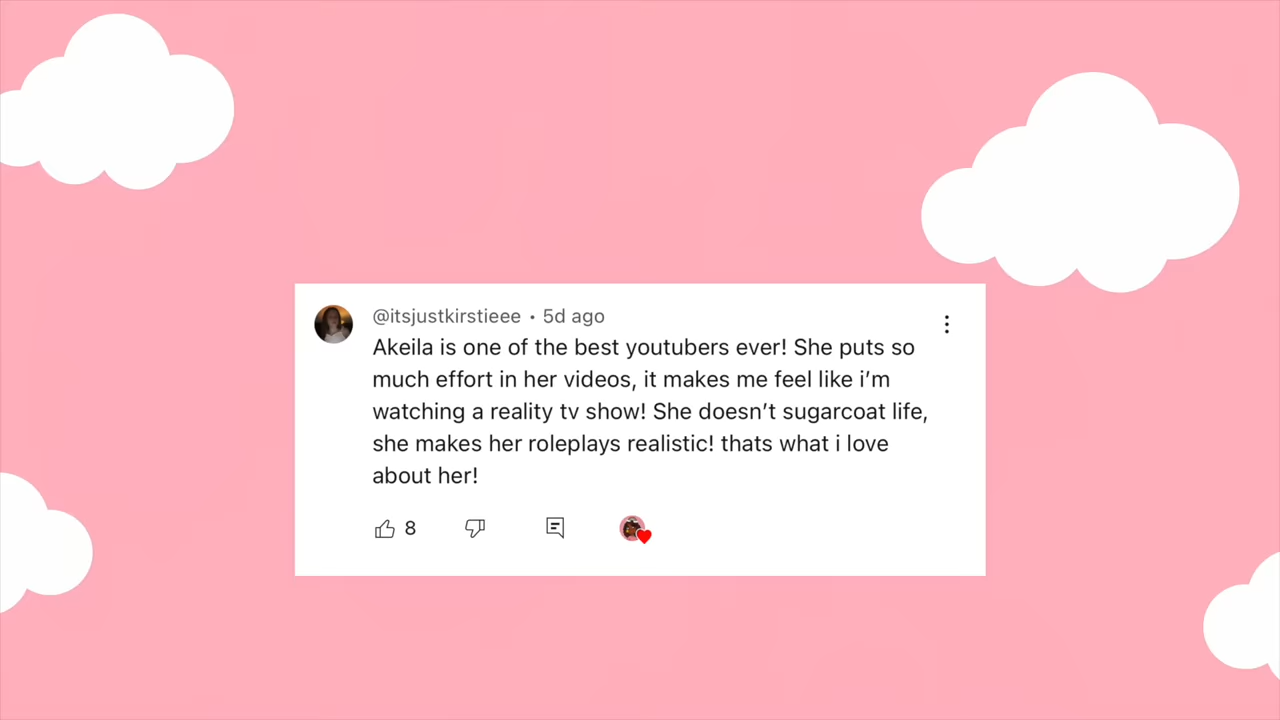 @itsjustkirstieee • 5d ago
Akeila is one of the best youtubers ever! She puts so
much effort in her videos, it makes me feel like i’m
watching a reality tv show! She doesn’t sugarcoat life,
she makes her roleplays realistic! thats what i love
about her!
8